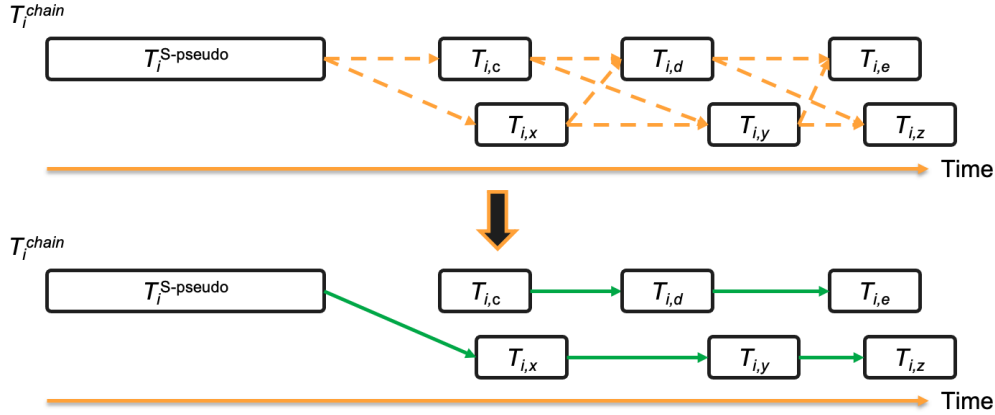 T_i^chain
T_i^S-pseudo
T_i,c
T_i,d
T_i,e
T_i,x
T_i,y
T_i,z
Time
T_i^chain
T_i^S-pseudo
T_i,c
T_i,d
T_i,e
T_i,x
T_i,y
T_i,z
Time